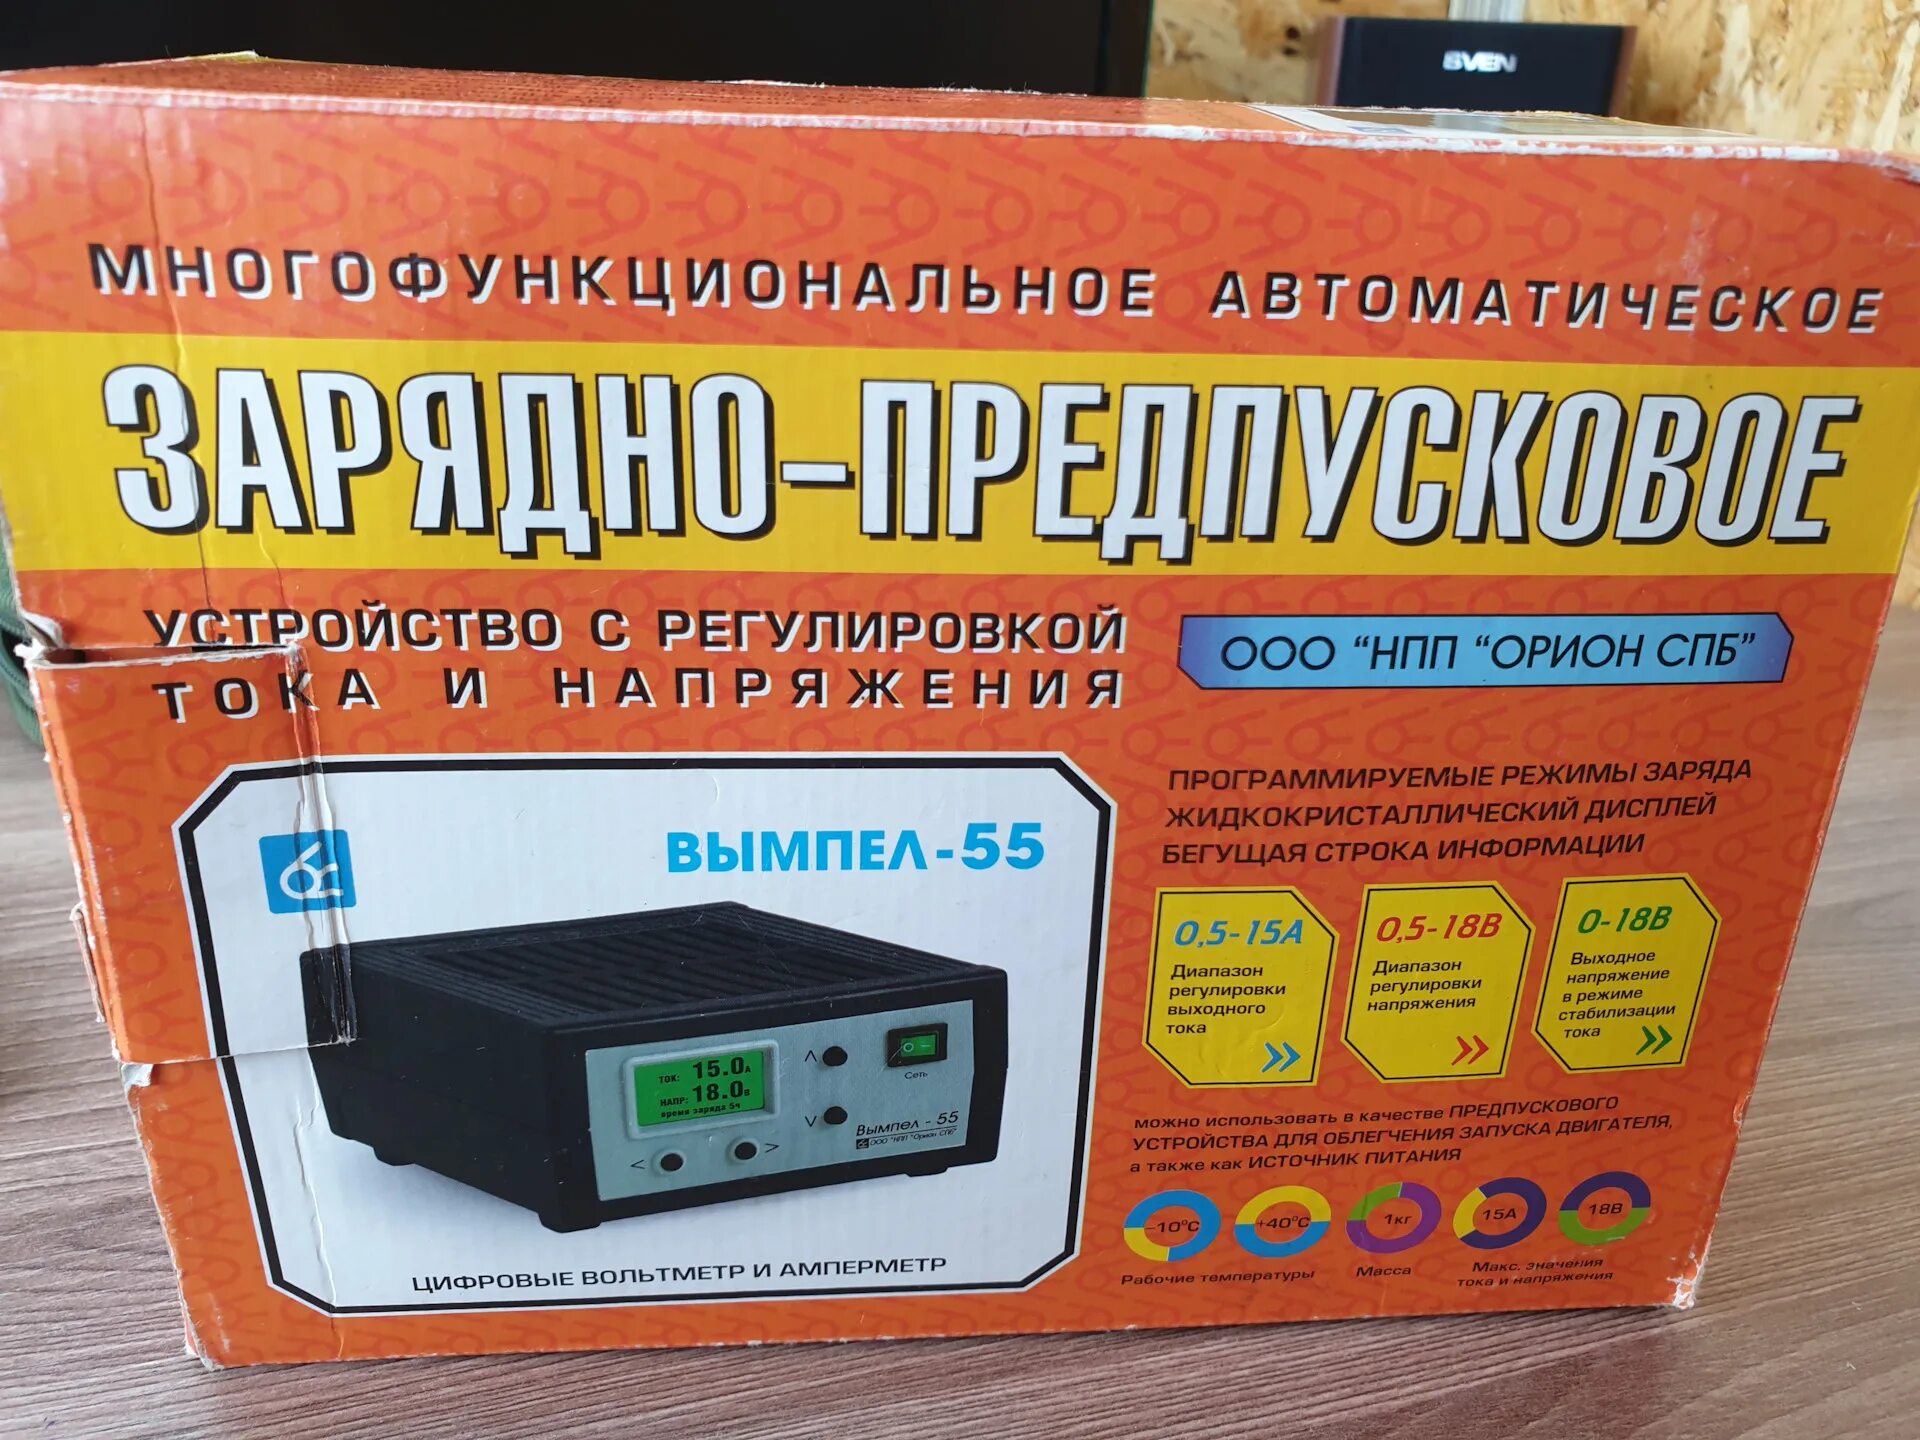 SVEN
МНОГОФУНКЦИОНАЛЬНОЕ АВТОМАТИЧЕСКОЕ
ЗАРЯДНО-ПРЕДПУСКОВОЕ
УСТРОЙСТВО С РЕГУЛИРОВКОЙ
ТОКА И НАПРЯЖЕНИЯ
ООО "НПП "ОРИОН СПБ"
ПРОГРАММИРУЕМЫЕ РЕЖИМЫ ЗАРЯДА
ЖИДКОКРИСТАЛЛИЧЕСКИЙ ДИСПЛЕЙ
БЕГУЩАЯ СТРОКА ИНФОРМАЦИИ
ВЫМПЕЛ-55
ТОК: 15.0А
НАПР: 18.0В
время заряда 5ч
Сеть
Вымпел - 55
ООО "НПП "Орион СПБ"
< > ˄ ˅
ЦИФРОВЫЕ ВОЛЬТМЕТР И АМПЕРМЕТР
0,5-15А
Диапазон
регулировки
выходного
тока
0,5-18В
Диапазон
регулировки
напряжения
0-18В
Выходное
напряжение
в режиме
стабилизации
тока
можно использовать в качестве ПРЕДПУСКОВОГО
УСТРОЙСТВА ДЛЯ ОБЛЕГЧЕНИЯ ЗАПУСКА ДВИГАТЕЛЯ,
а также как ИСТОЧНИК ПИТАНИЯ
-10°С +40°С 1кг 15А 18В
Рабочие температуры
Масса
Макс. значения
тока и напряжения